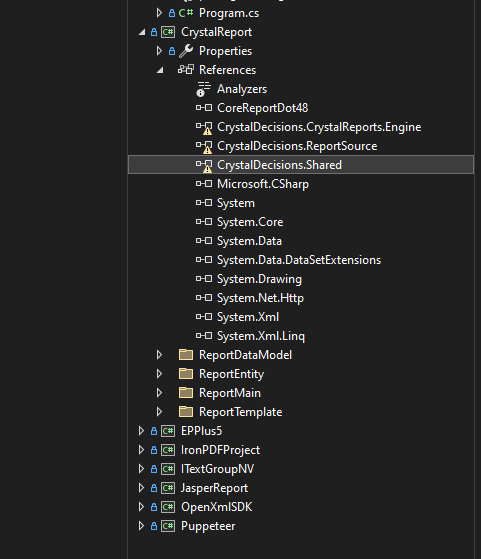 C# Program.cs
C# CrystalReport
Properties
References
Analyzers
CoreReportDot48
CrystalDecisions.CrystalReports.Engine
CrystalDecisions.ReportSource
CrystalDecisions.Shared
Microsoft.CSharp
System
System.Core
System.Data
System.Data.DataSetExtensions
System.Drawing
System.Net.Http
System.Xml
System.Xml.Linq
ReportDataModel
ReportEntity
ReportMain
ReportTemplate
C# EPPlus5
C# IronPDFProject
C# ITextGroupNV
C# JasperReport
C# OpenXmlSDK
C# Puppeteer